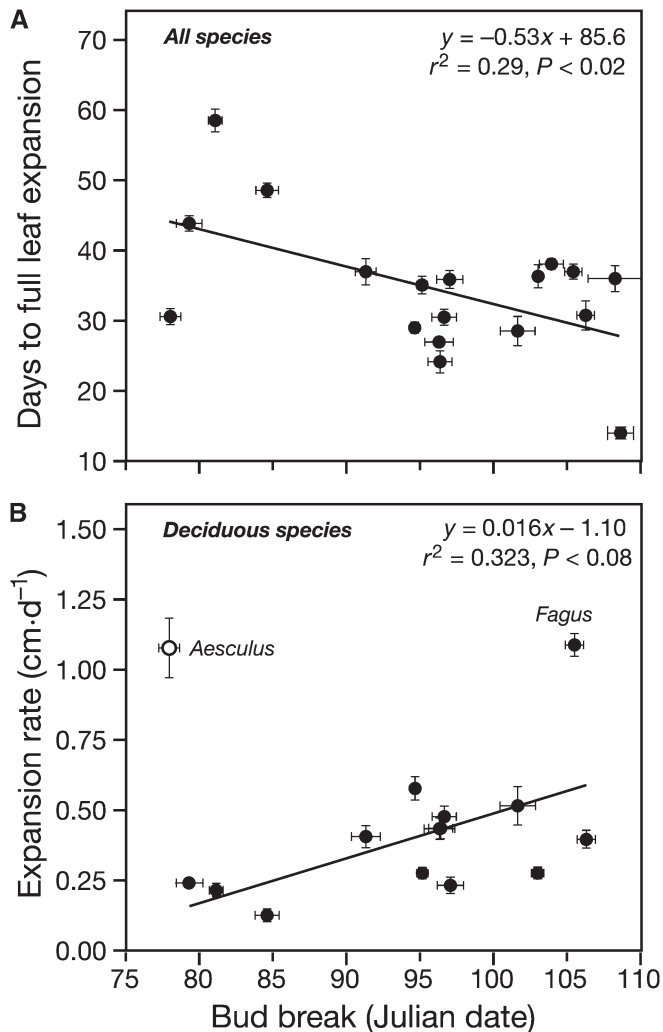 A
All species
y = –0.53x + 85.6
r² = 0.29, P < 0.02
Days to full leaf expansion
70
60
50
40
30
20
10
B
Deciduous species
y = 0.016x – 1.10
r² = 0.323, P < 0.08
Expansion rate (cm·d⁻¹)
1.50
1.25
1.00
0.75
0.50
0.25
0.00
Fagus
Aesculus
75 80 85 90 95 100 105 110
Bud break (Julian date)